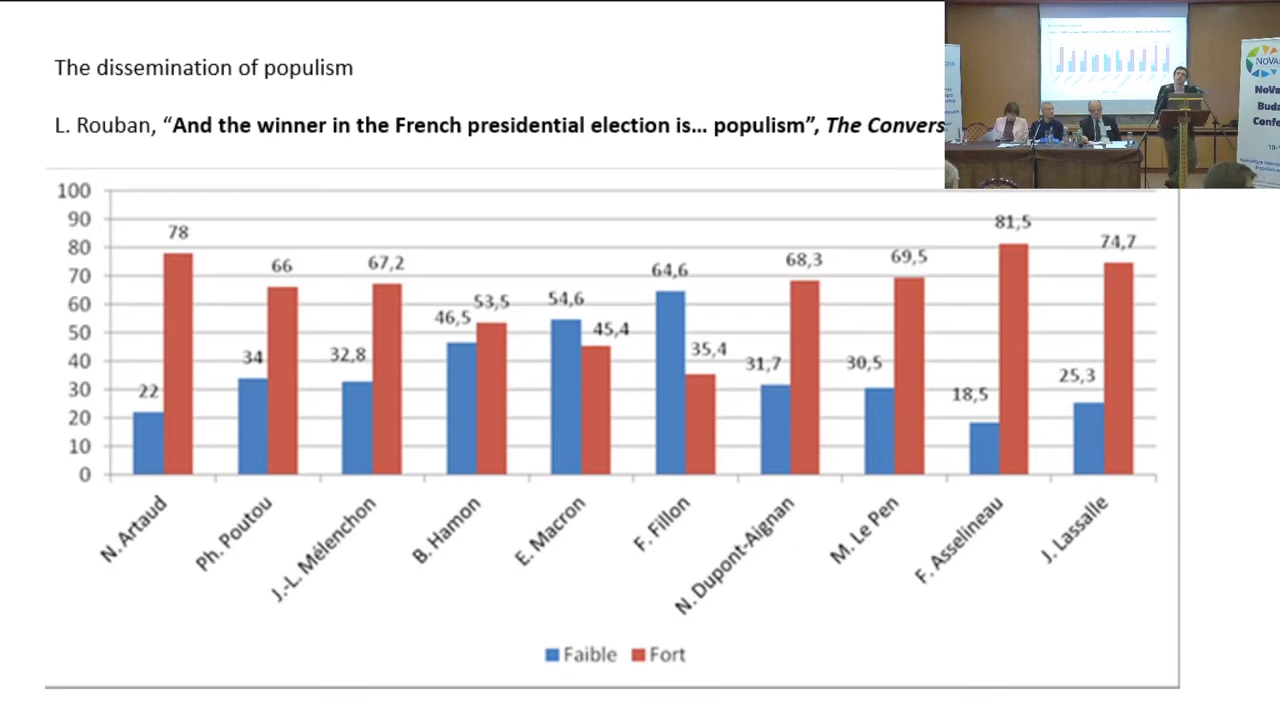 The dissemination of populism
L. Rouban, “And the winner in the French presidential election is… populism”, The Convers
100
90
80
70
60
50
40
30
20
10
0
22
78
34
66
32,8
67,2
46,5
53,5
54,6
45,4
64,6
35,4
31,7
68,3
30,5
69,5
18,5
81,5
25,3
74,7
N. Artaud
Ph. Poutou
J.-L. Mélenchon
B. Hamon
E. Macron
F. Fillon
N. Dupont-Aignan
M. Le Pen
F. Asselineau
J. Lassalle
Faible
Fort
NoVa
Buda
Confe